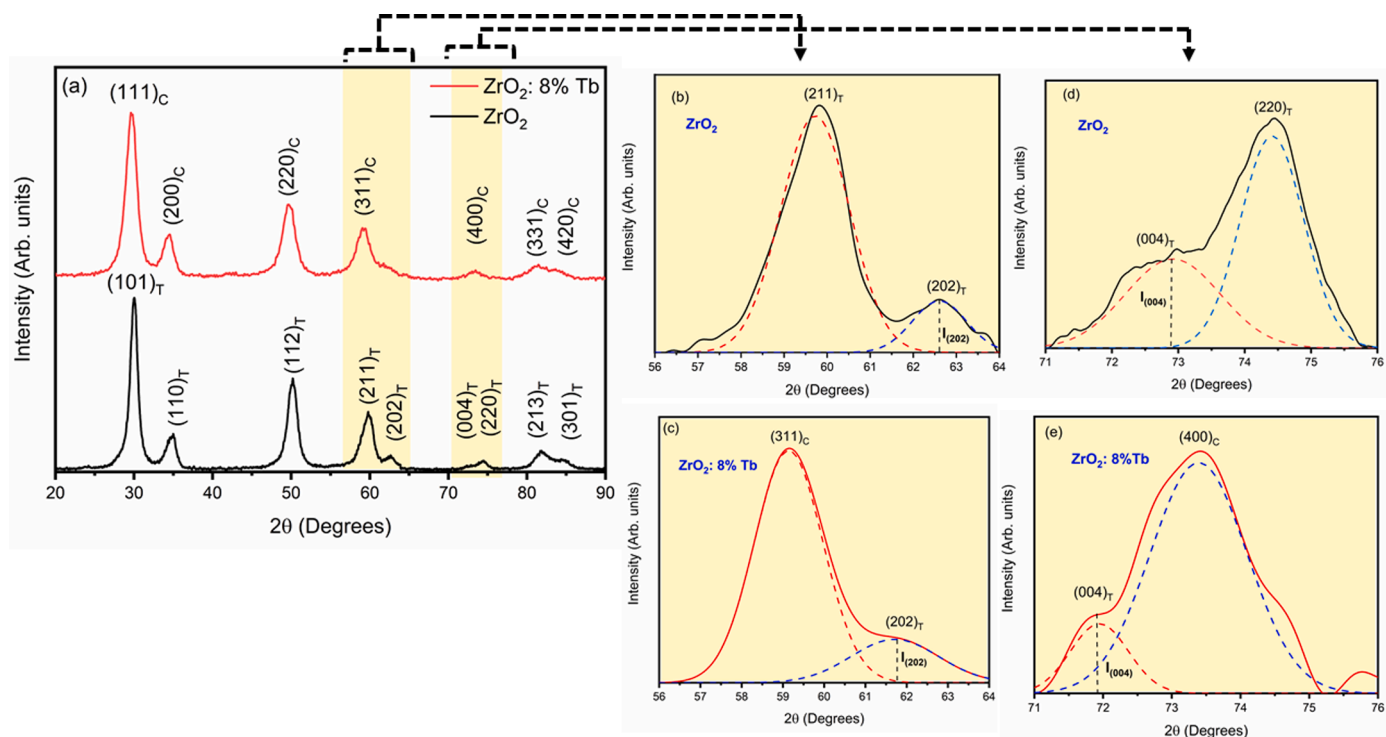 (a)
ZrO₂: 8% Tb
ZrO₂
(111)C
(200)C
(220)C
(311)C
(400)C
(331)C
(420)C
(101)T
(110)T
(112)T
(211)T
(202)T
(004)T
(220)T
(213)T
(301)T
Intensity (Arb. units)
20 30 40 50 60 70 80 90
2θ (Degrees)
(b)
ZrO₂
(211)T
(202)T
I(202)
Intensity (Arb. units)
56 57 58 59 60 61 62 63 64
2θ (Degrees)
(d)
ZrO₂
(220)T
(004)T
I(004)
Intensity (Arb. units)
71 72 73 74 75 76
2θ (Degrees)
(c)
ZrO₂: 8% Tb
(311)C
(202)T
I(202)
Intensity (Arb. units)
56 57 58 59 60 61 62 63 64
2θ (Degrees)
(e)
ZrO₂: 8%Tb
(400)C
(004)T
I(004)
Intensity (Arb. units)
71 72 73 74 75 76
2θ (Degrees)